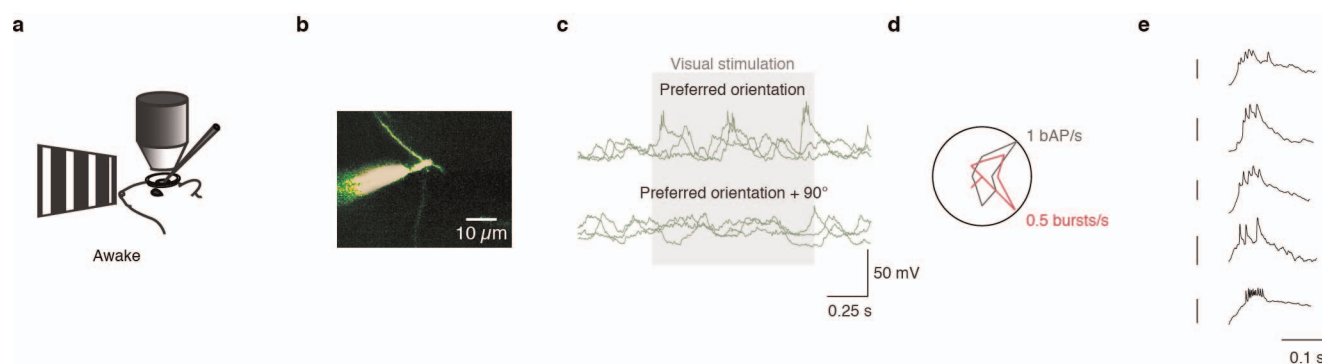 a
b
c
d
e
Awake
10 µm
Visual stimulation
Preferred orientation
Preferred orientation + 90°
50 mV
0.25 s
1 bAP/s
0.5 bursts/s
0.1 s